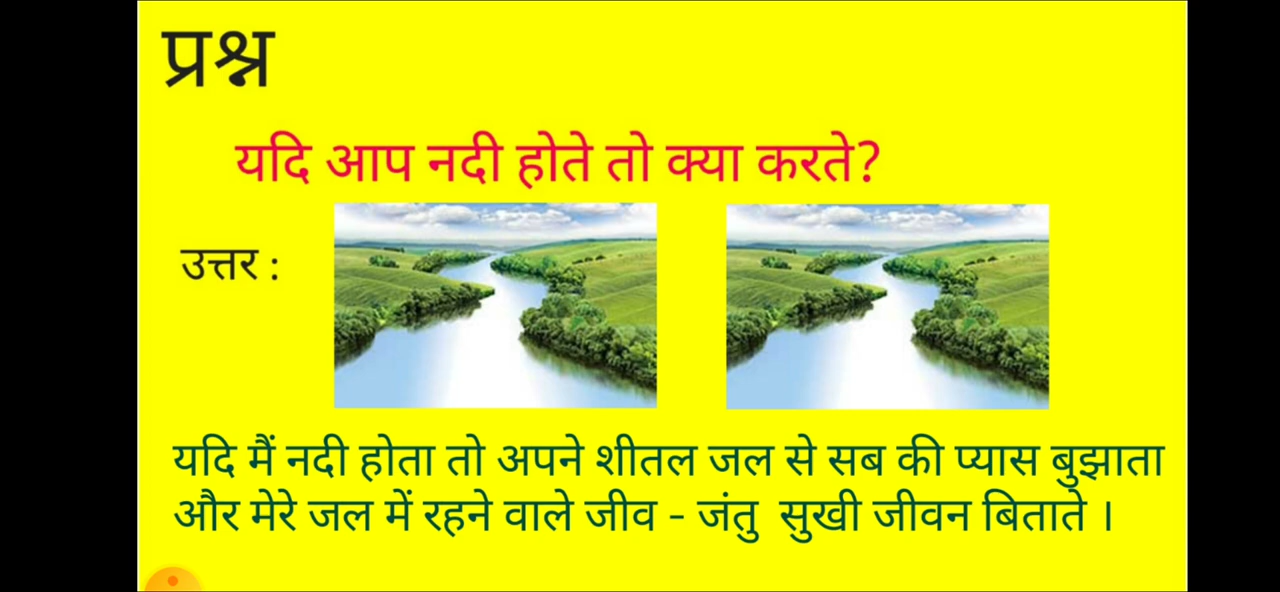 प्रश्न
यदि आप नदी होते तो क्या करते?
उत्तर :
यदि मैं नदी होता तो अपने शीतल जल से सब की प्यास बुझाता
और मेरे जल में रहने वाले जीव - जंतु सुखी जीवन बिताते ।